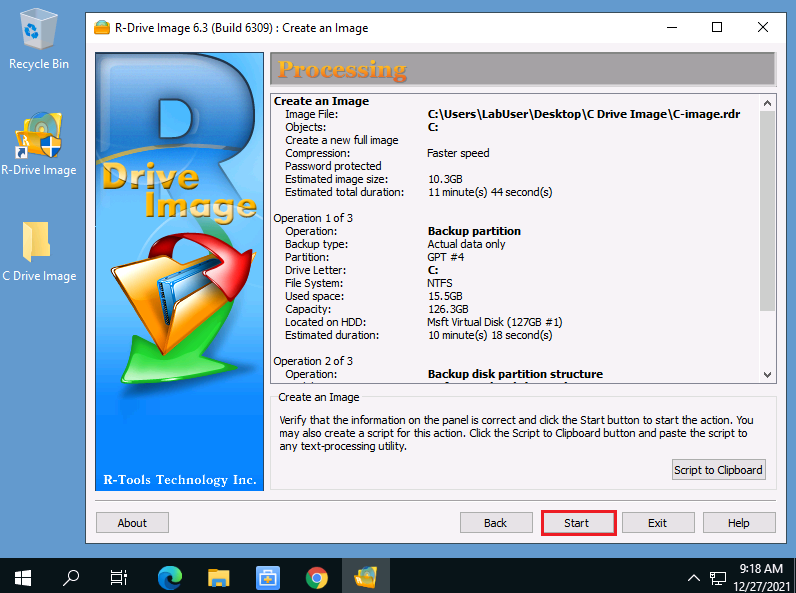 R-Drive Image 6.3 (Build 6309) : Create an Image
Recycle Bin
R-Drive Image
C Drive Image
Drive
Image
R-Tools Technology Inc.
Processing
Create an Image
Image File: C:\Users\LabUser\Desktop\C Drive Image\C-image.rdr
Objects: C:
Create a new full image
Compression: Faster speed
Password protected
Estimated image size: 10.3GB
Estimated total duration: 11 minute(s) 44 second(s)
Operation 1 of 3
Operation: Backup partition
Backup type: Actual data only
Partition: GPT #4
Drive Letter: C:
File System: NTFS
Used space: 15.5GB
Capacity: 126.3GB
Located on HDD: Msft Virtual Disk (127GB #1)
Estimated duration: 10 minute(s) 18 second(s)
Operation 2 of 3
Operation: Backup disk partition structure
Create an Image
Verify that the information on the panel is correct and click the Start button to start the action. You
may also create a script for this action. Click the Script to Clipboard button and paste the script to
any text-processing utility.
Script to Clipboard
About
Back
Start
Exit
Help
9:18 AM
12/27/2021